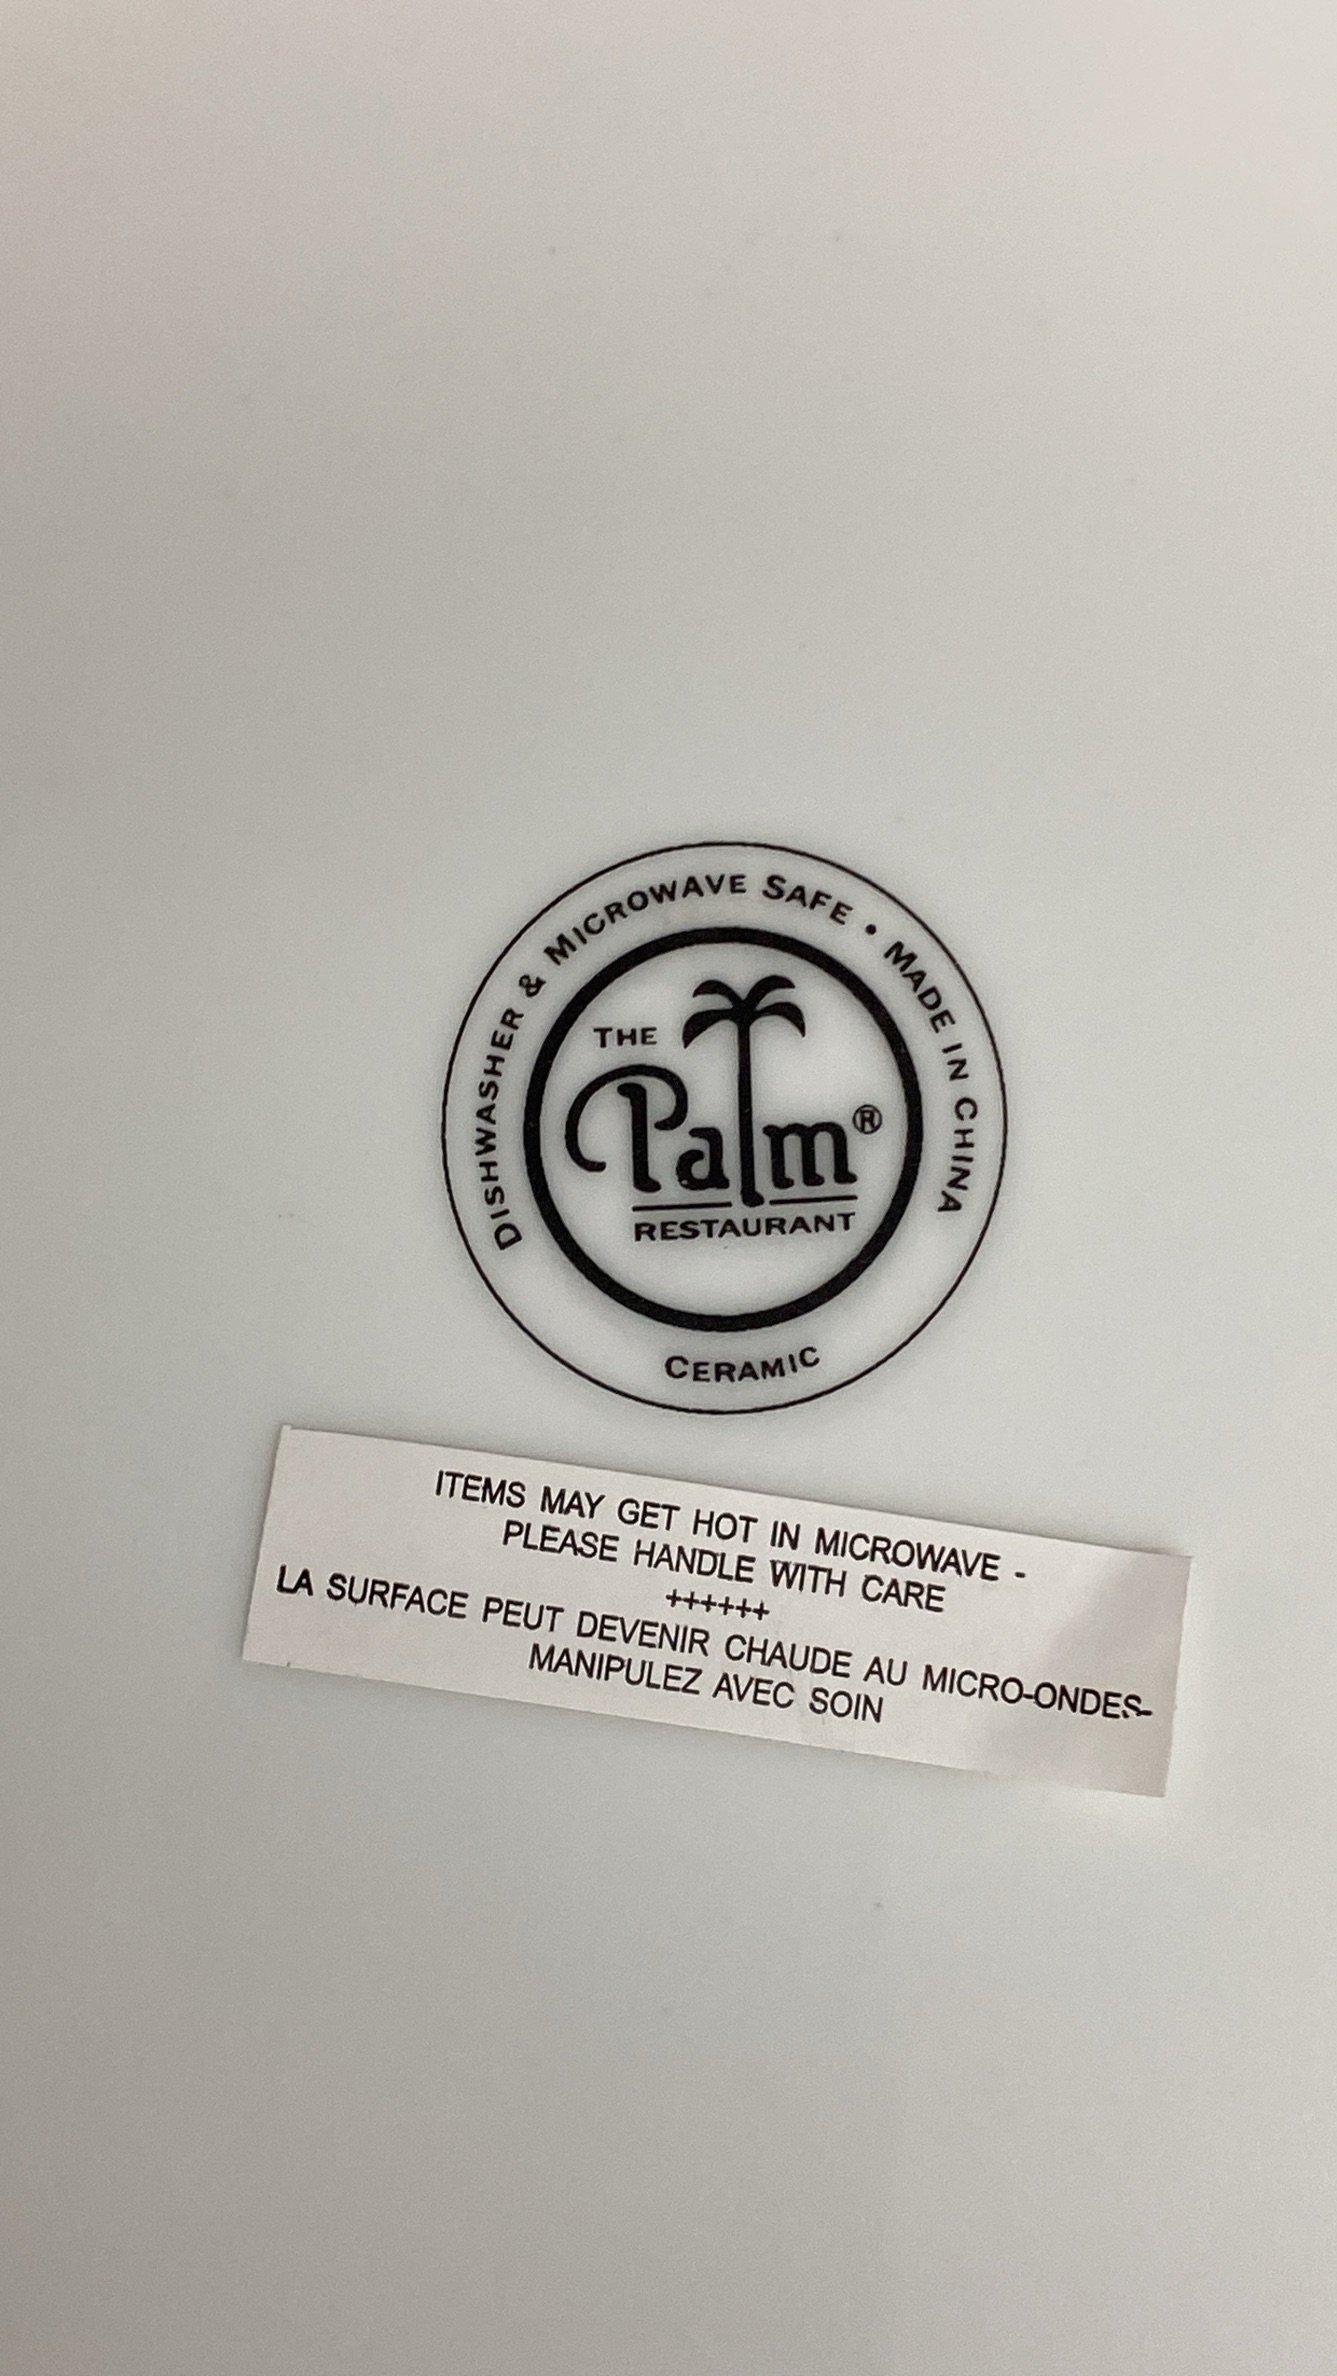 DISHWASHER & MICROWAVE SAFE • MADE IN CHINA
THE
Palm®
RESTAURANT
CERAMIC
ITEMS MAY GET HOT IN MICROWAVE -
PLEASE HANDLE WITH CARE
++++++
LA SURFACE PEUT DEVENIR CHAUDE AU MICRO-ONDES-
MANIPULEZ AVEC SOIN